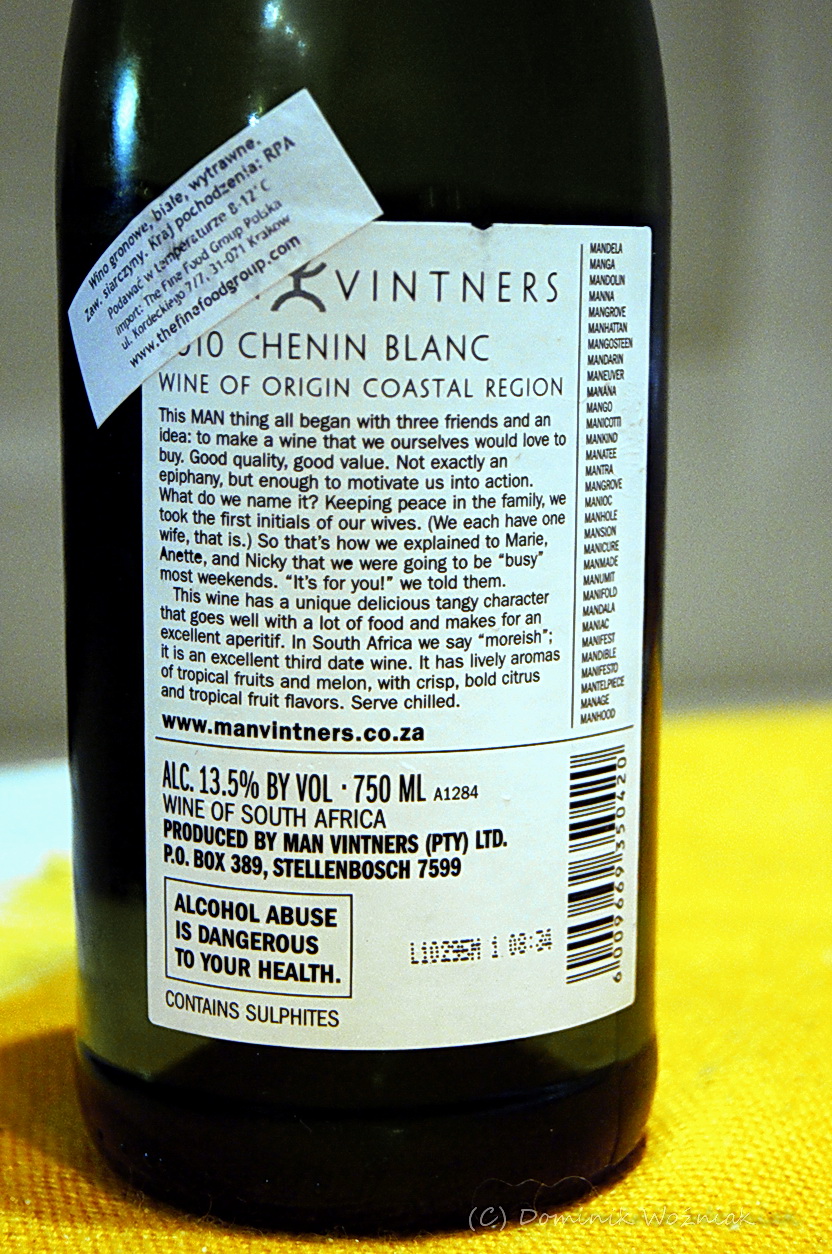 Wino gronowe, białe, wytrawne.
Zaw. siarczyny. Kraj pochodzenia: RPA
Podawać w temperaturze 8-12°C
Import: The Fine Food Group Polska
ul. Kordeckiego 7/7, 31-071 Kraków
www.thefinefoodgroup.com
VINTNERS
010 CHENIN BLANC
WINE OF ORIGIN COASTAL REGION
This MAN thing all began with three friends and an
idea: to make a wine that we ourselves would love to
buy. Good quality, good value. Not exactly an
epiphany, but enough to motivate us into action.
What do we name it? Keeping peace in the family, we
took the first initials of our wives. (We each have one
wife, that is.) So that's how we explained to Marie,
Anette, and Nicky that we were going to be "busy"
most weekends. "It's for you!" we told them.
This wine has a unique delicious tangy character
that goes well with a lot of food and makes for an
excellent aperitif. In South Africa we say "moreish";
it is an excellent third date wine. It has lively aromas
of tropical fruits and melon, with crisp, bold citrus
and tropical fruit flavors. Serve chilled.
www.manvintners.co.za
MANDELA
MANGA
MANDOLIN
MANNA
MANGROVE
MANHATTAN
MANGOSTEEN
MANDARIN
MANEUVER
MANANA
MANGO
MANICOTTI
MANKIND
MANATEE
MANTRA
MANGROVE
MANIOC
MANHOLE
MANSION
MANICURE
MANMADE
MANUMIT
MANIFOLD
MANDALA
MANIAC
MANIFEST
MANDIBLE
MANIFESTO
MANTELPIECE
MANAGE
MANHOOD
ALC. 13.5% BY VOL · 750 ML A1284
WINE OF SOUTH AFRICA
PRODUCED BY MAN VINTNERS (PTY) LTD.
P.O. BOX 389, STELLENBOSCH 7599
ALCOHOL ABUSE
IS DANGEROUS
TO YOUR HEALTH.
CONTAINS SULPHITES
L10295M 1 08:34
6 009669 350420
(C) Dominik Woźniak